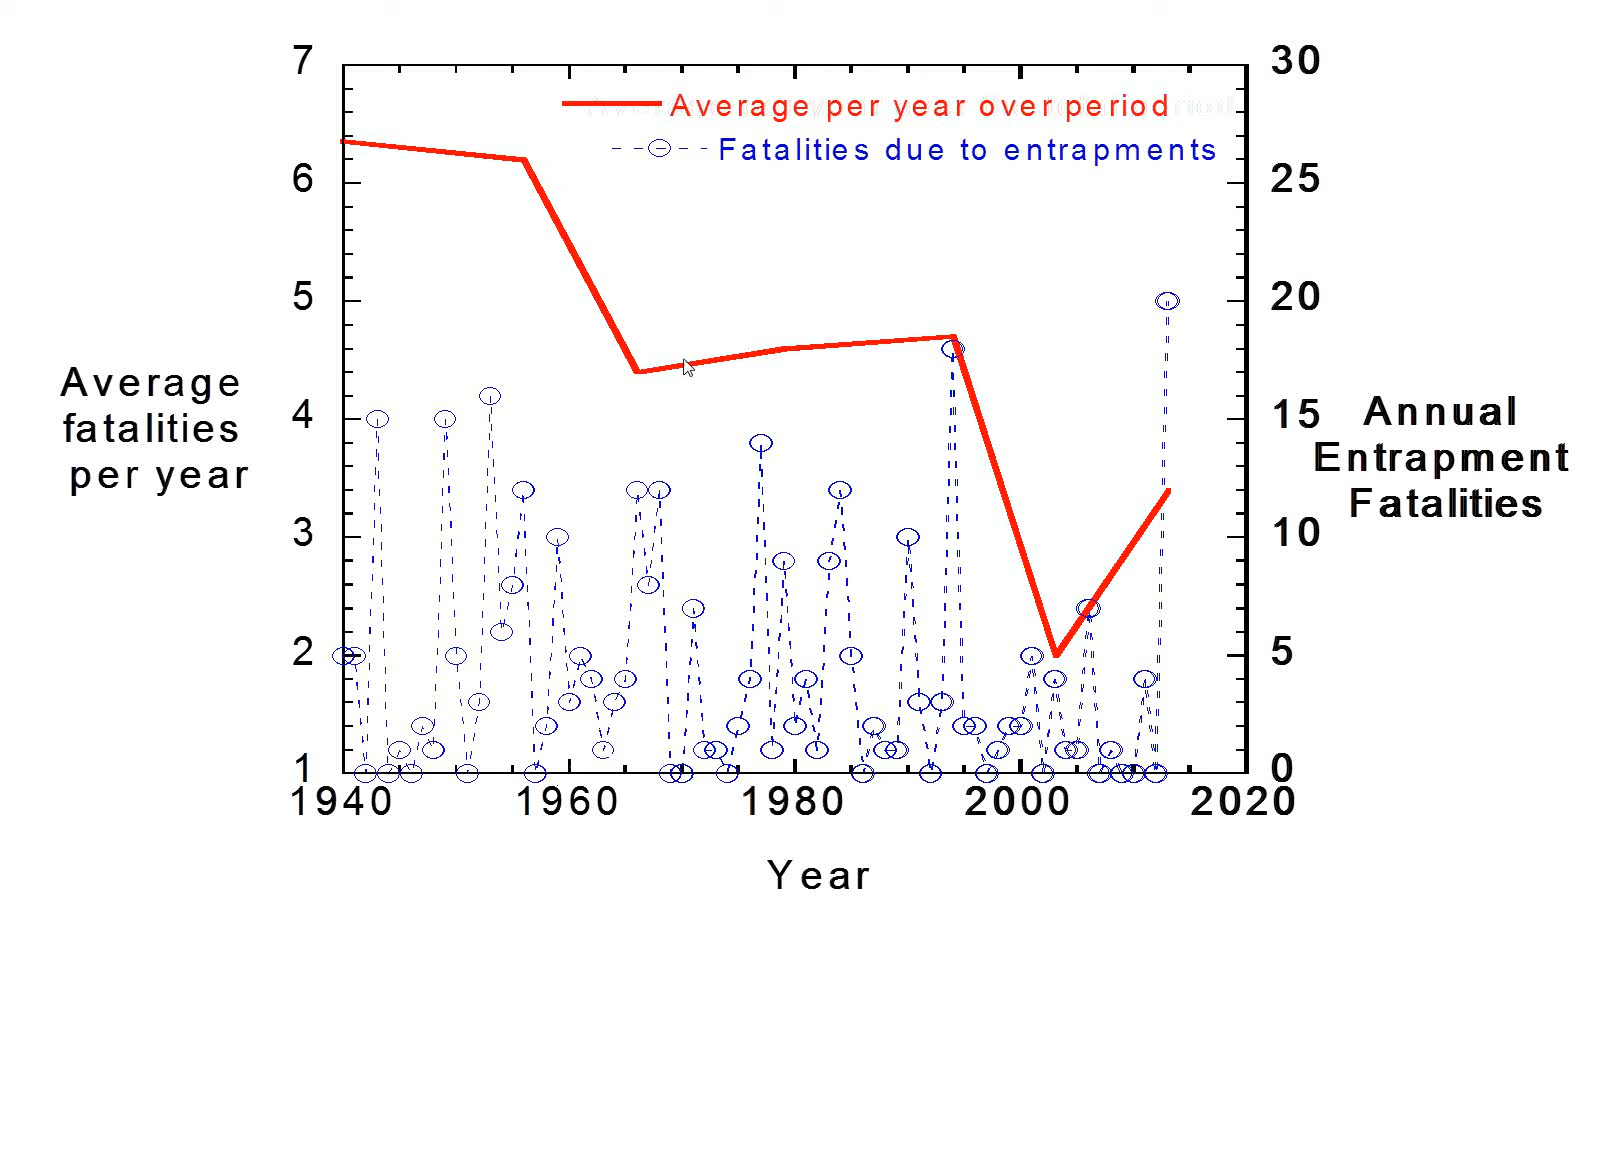 7
6
5
4
3
2
1
30
25
20
15
10
5
0
Average per year over period
Fatalities due to entrapments
Average
fatalities
per year
Annual
Entrapment
Fatalities
1940 1960 1980 2000 2020
Year